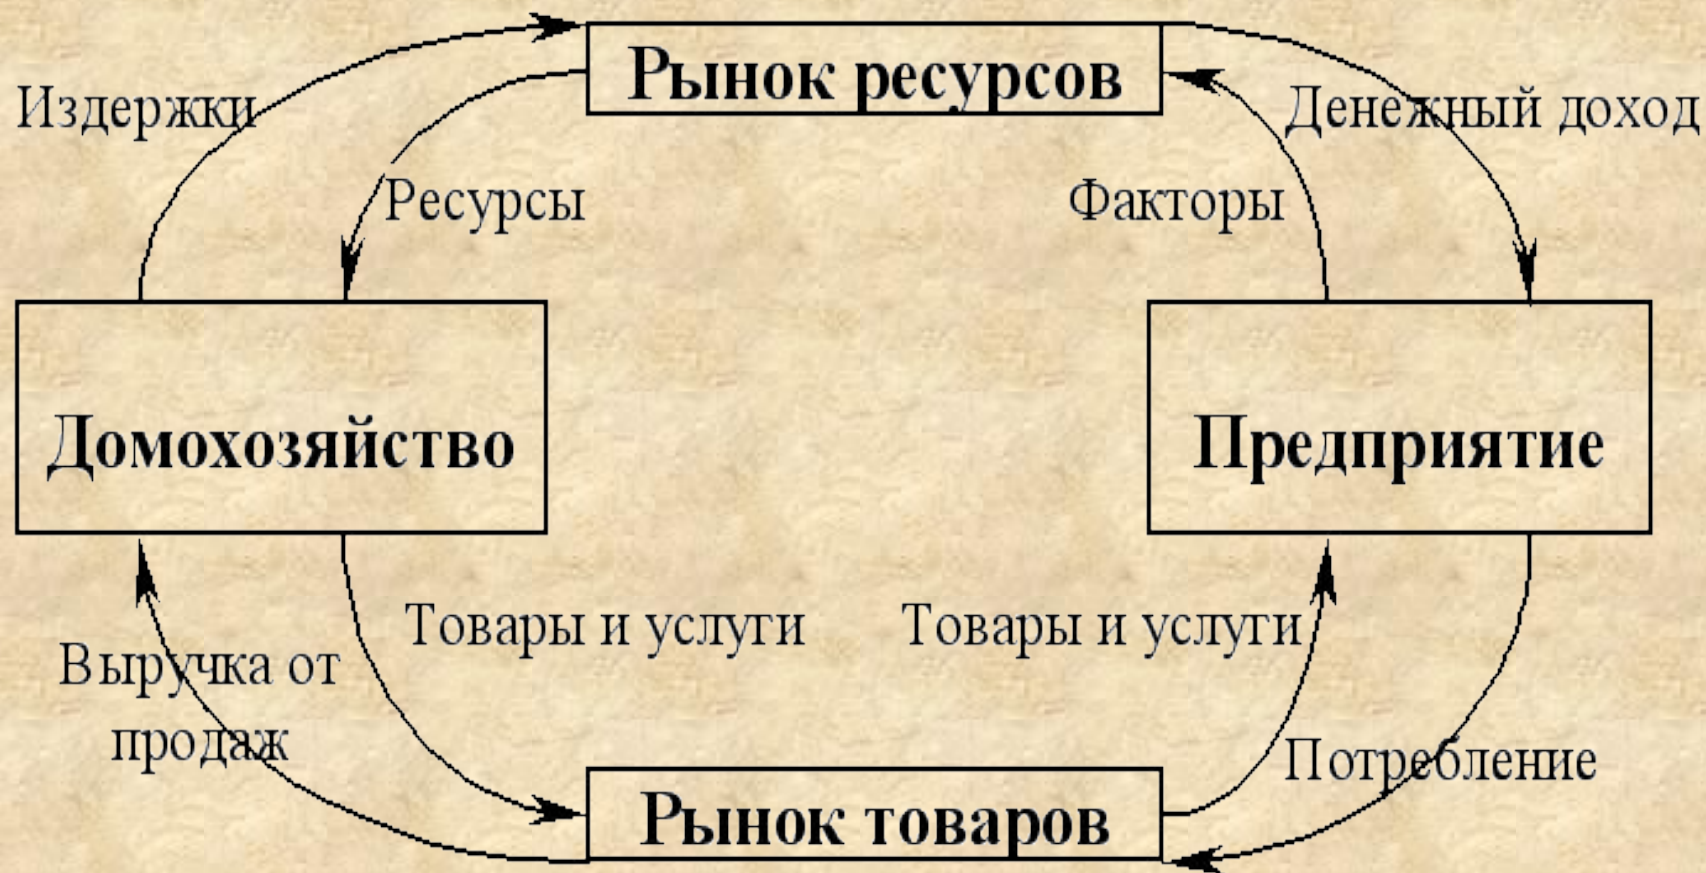 Рынок ресурсов
Издержки
Денежный доход
Ресурсы
Факторы
Домохозяйство
Предприятие
Товары и услуги
Товары и услуги
Выручка от
продаж
Потребление
Рынок товаров